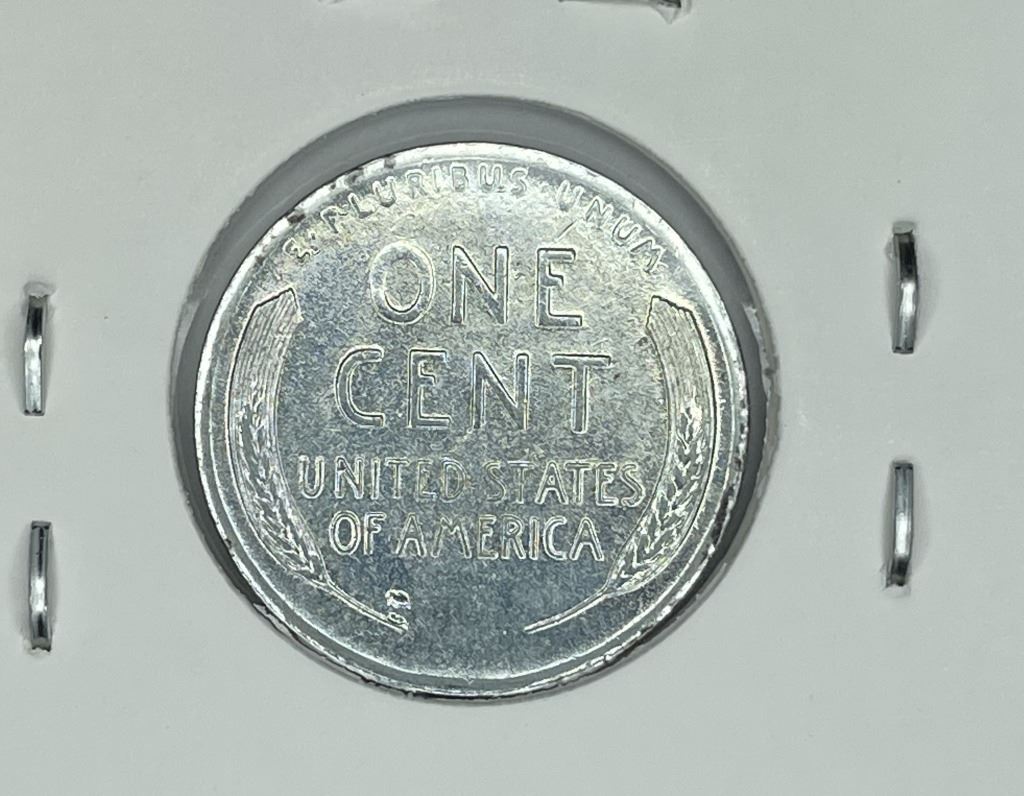 E·PLURIBUS·UNUM
ONE
CENT
UNITED STATES
OF AMERICA